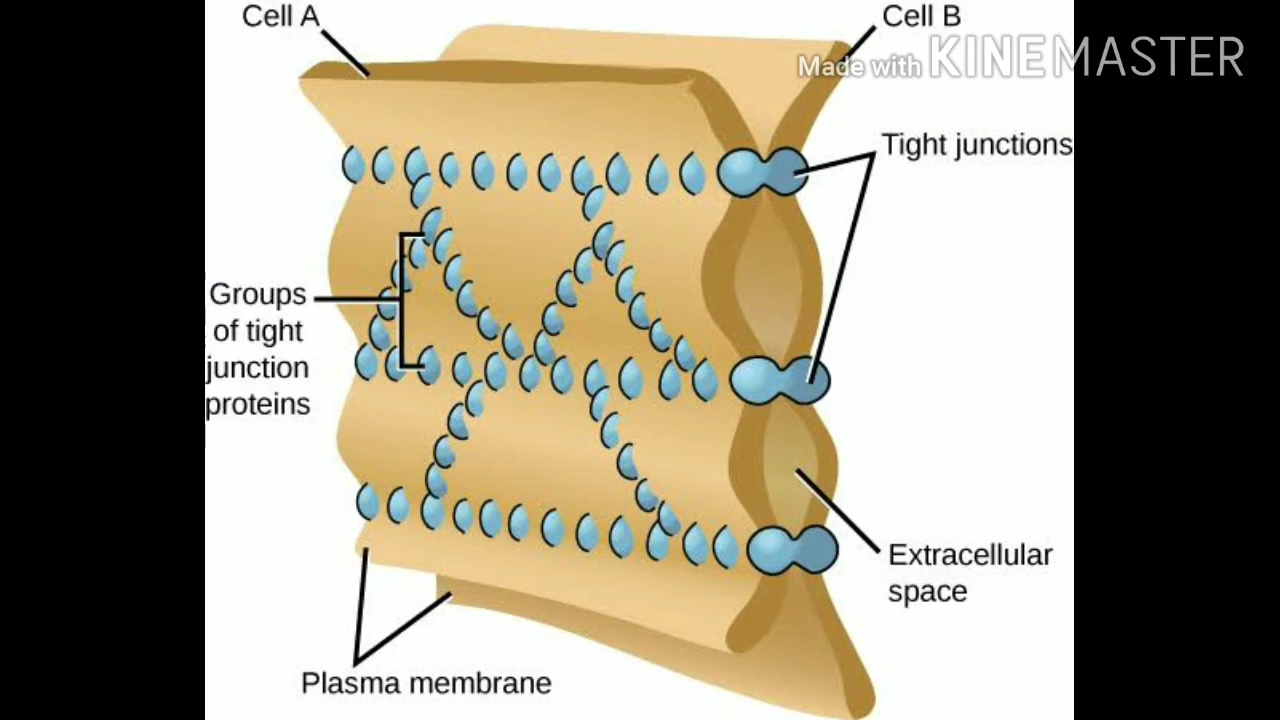 Cell A
Cell B
Made with KINEMASTER
Tight junctions
Groups
of tight
junction
proteins
Extracellular
space
Plasma membrane